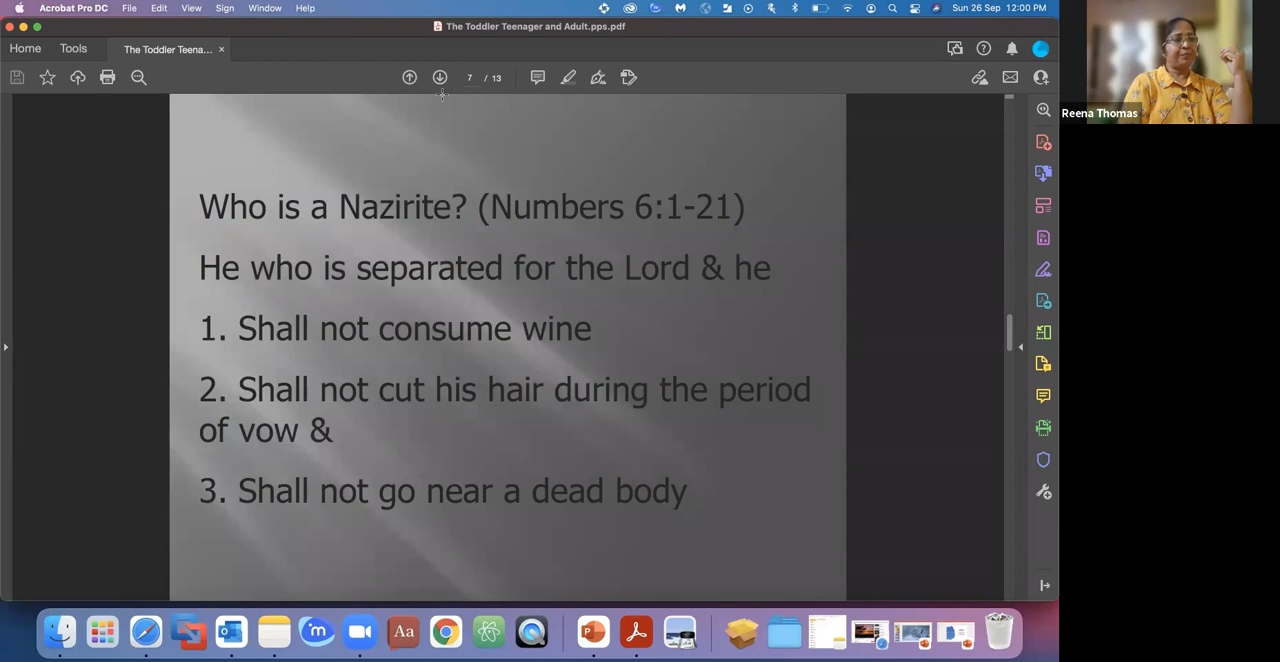 Acrobat Pro DC File Edit View Sign Window Help
Sun 26 Sep 12:00 PM
The Toddler Teenager and Adult.pps.pdf
Home Tools The Toddler Teena... ×
7 / 13
Reena Thomas
Who is a Nazirite? (Numbers 6:1-21)
He who is separated for the Lord & he
1. Shall not consume wine
2. Shall not cut his hair during the period
of vow &
3. Shall not go near a dead body
Aa